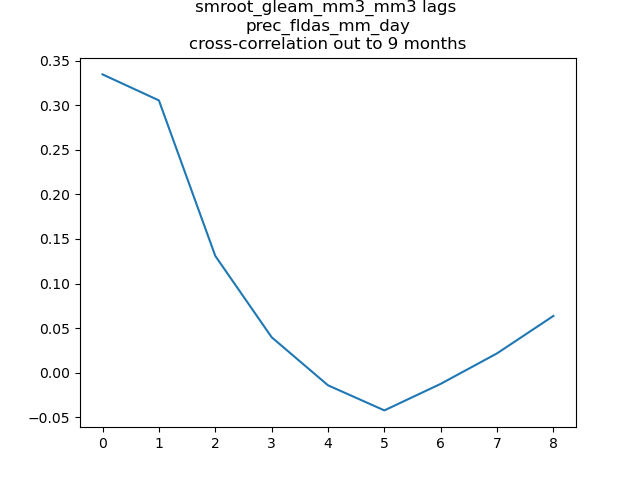 smroot_gleam_mm3_mm3 lags
prec_fldas_mm_day
cross-correlation out to 9 months
0.35
0.30
0.25
0.20
0.15
0.10
0.05
0.00
−0.05
0 1 2 3 4 5 6 7 8